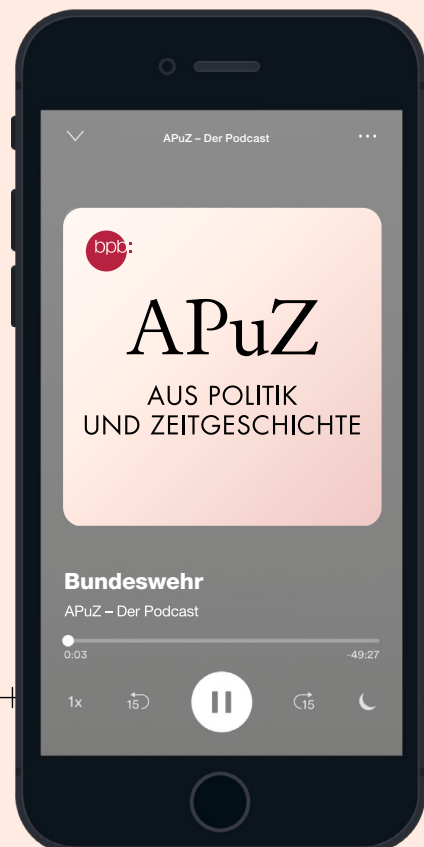 APuZ – Der Podcast
bpb:
APuZ
AUS POLITIK
UND ZEITGESCHICHTE
Bundeswehr
APuZ – Der Podcast
0:03 -49:27
1x 15 15